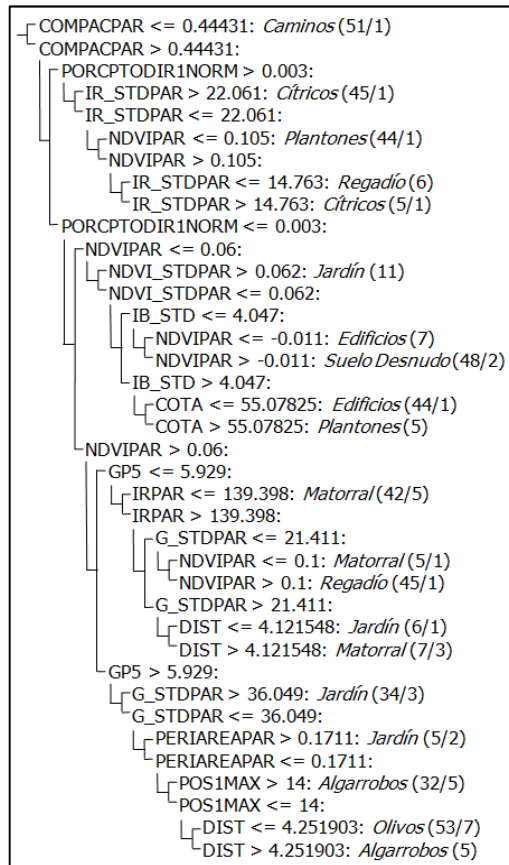 COMPACPAR <= 0.44431: Caminos (51/1)
COMPACPAR > 0.44431:
PORCPTODIR1NORM > 0.003:
IR_STDPAR > 22.061: Cítricos (45/1)
IR_STDPAR <= 22.061:
NDVIPAR <= 0.105: Plantones (44/1)
NDVIPAR > 0.105:
IR_STDPAR <= 14.763: Regadío (6)
IR_STDPAR > 14.763: Cítricos (5/1)
PORCPTODIR1NORM <= 0.003:
NDVIPAR <= 0.06:
NDVI_STDPAR > 0.062: Jardín (11)
NDVI_STDPAR <= 0.062:
IB_STD <= 4.047:
NDVIPAR <= -0.011: Edificios (7)
NDVIPAR > -0.011: Suelo Desnudo (48/2)
IB_STD > 4.047:
COTA <= 55.07825: Edificios (44/1)
COTA > 55.07825: Plantones (5)
NDVIPAR > 0.06:
GP5 <= 5.929:
IRPAR <= 139.398: Matorral (42/5)
IRPAR > 139.398:
G_STDPAR <= 21.411:
NDVIPAR <= 0.1: Matorral (5/1)
NDVIPAR > 0.1: Regadío (45/1)
G_STDPAR > 21.411:
DIST <= 4.121548: Jardín (6/1)
DIST > 4.121548: Matorral (7/3)
GP5 > 5.929:
G_STDPAR > 36.049: Jardín (34/3)
G_STDPAR <= 36.049:
PERIAREAPAR > 0.1711: Jardín (5/2)
PERIAREAPAR <= 0.1711:
POS1MAX > 14: Algarrobos (32/5)
POS1MAX <= 14:
DIST <= 4.251903: Olivos (53/7)
DIST > 4.251903: Algarrobos (5)